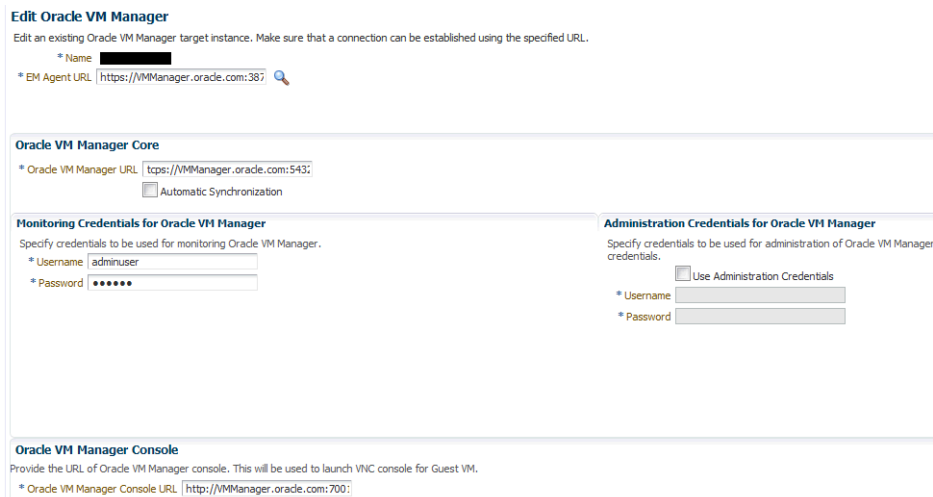 Edit Oracle VM Manager
Edit an existing Oracle VM Manager target instance. Make sure that a connection can be established using the specified URL.
* Name
* EM Agent URL https://VMManager.oracle.com:387
Oracle VM Manager Core
* Oracle VM Manager URL tcps://VMManager.oracle.com:5432
Automatic Synchronization
Monitoring Credentials for Oracle VM Manager
Specify credentials to be used for monitoring Oracle VM Manager.
* Username adminuser
* Password ●●●●●●
Administration Credentials for Oracle VM Manager
Specify credentials to be used for administration of Oracle VM Manager
credentials.
Use Administration Credentials
* Username
* Password
Oracle VM Manager Console
Provide the URL of Oracle VM Manager console. This will be used to launch VNC console for Guest VM.
* Oracle VM Manager Console URL http://VMManager.oracle.com:700